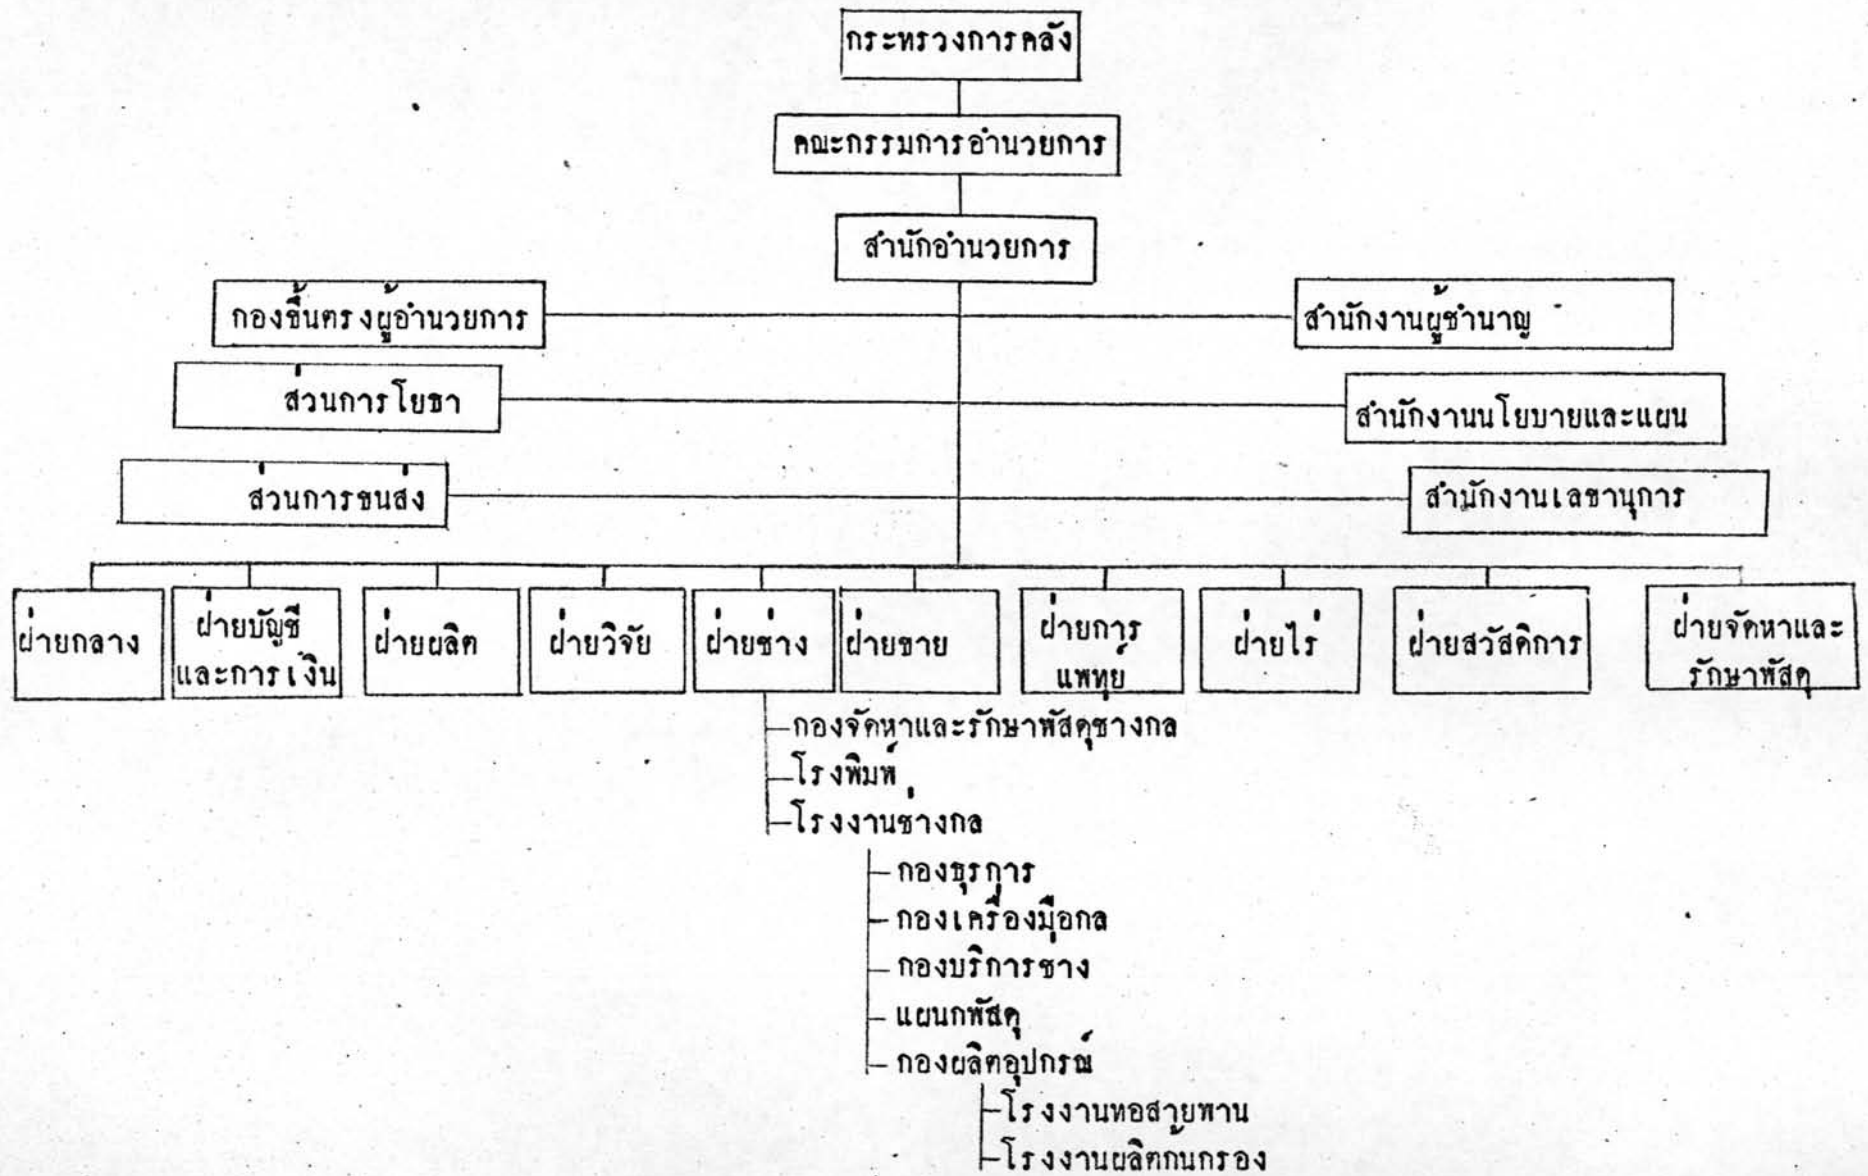 กระทรวงการคลัง
คณะกรรมการอำนวยการ
สำนักอำนวยการ
กองขึ้นตรงผู้อำนวยการ
สำนักงานผู้ชำนาญ
ส่วนการโยธา
สำนักงานนโยบายและแผน
ส่วนการขนส่ง
สำนักงานเลขานุการ
ฝ่ายกลาง
ฝ่ายบัญชี
และการเงิน
ฝ่ายผลิต
ฝ่ายวิจัย
ฝ่ายช่าง
ฝ่ายขาย
ฝ่ายการ
แพทย์
ฝ่ายไร่
ฝ่ายสวัสดิการ
ฝ่ายจัดหาและ
รักษาพัสดุ
กองจัดหาและรักษาพัสดุช่างกล
โรงพิมพ์
โรงงานช่างกล
กองธุรการ
กองเครื่องมือกล
กองบริการช่าง
แผนกพัสดุ
กองผลิตอุปกรณ์
โรงงานทอสายพาน
โรงงานผลิตก้นกรอง